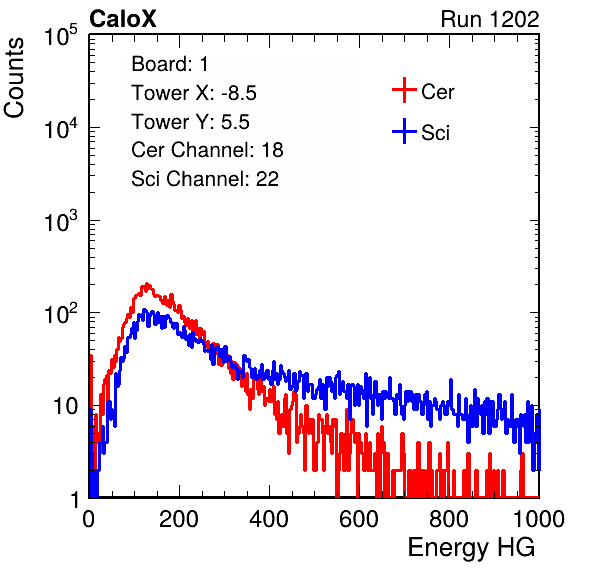 CaloX Run 1202
Counts
Board: 1
Tower X: -8.5
Tower Y: 5.5
Cer Channel: 18
Sci Channel: 22
Cer
Sci
10^5
10^4
10^3
10^2
10
1
0 200 400 600 800 1000
Energy HG